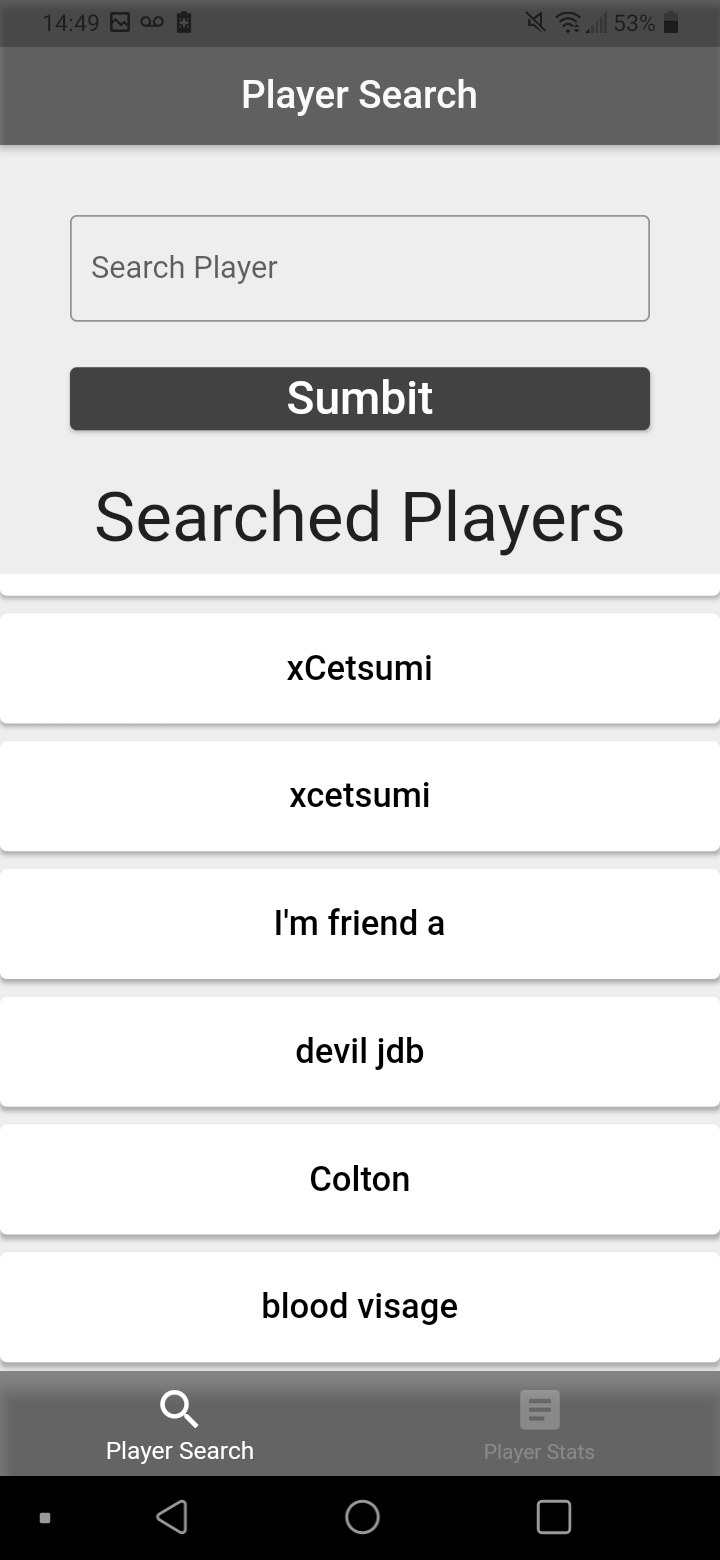 14:49 53%
Player Search
Search Player
Sumbit
Searched Players
xCetsumi
xcetsumi
I'm friend a
devil jdb
Colton
blood visage
Player Search Player Stats